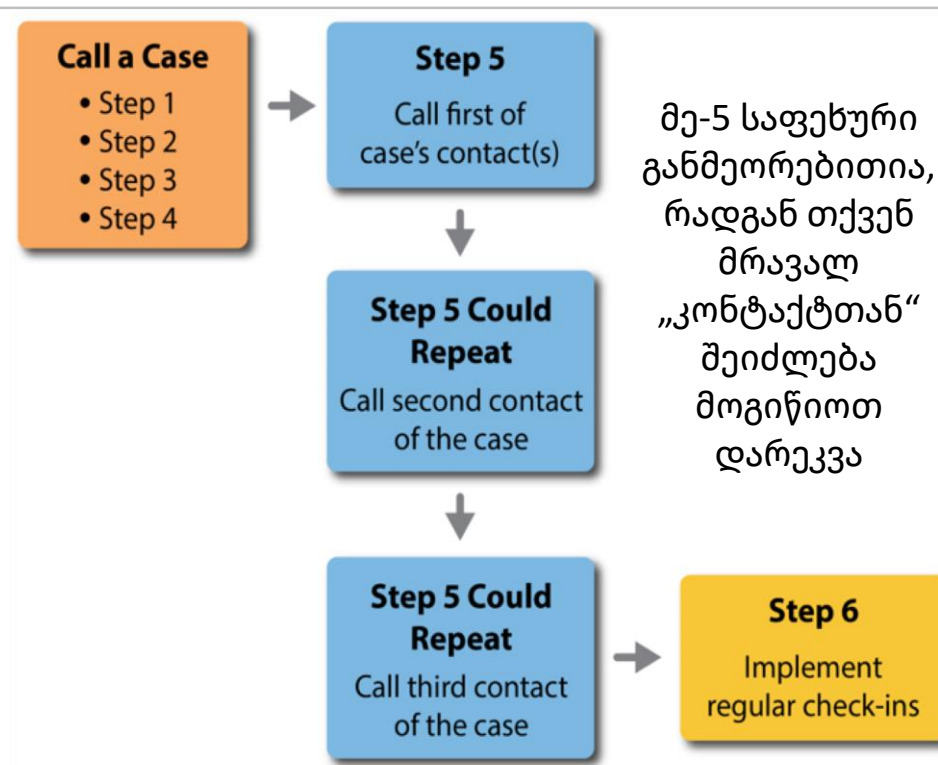 Call a Case
• Step 1
• Step 2
• Step 3
• Step 4
Step 5
Call first of
case's contact(s)
მე-5 საფეხური
განმეორებითია,
რადგან თქვენ
მრავალ
„კონტაქტთან“
შეიძლება
მოგიწიოთ
დარეკვა
Step 5 Could
Repeat
Call second contact
of the case
Step 5 Could
Repeat
Call third contact
of the case
Step 6
Implement
regular check-ins